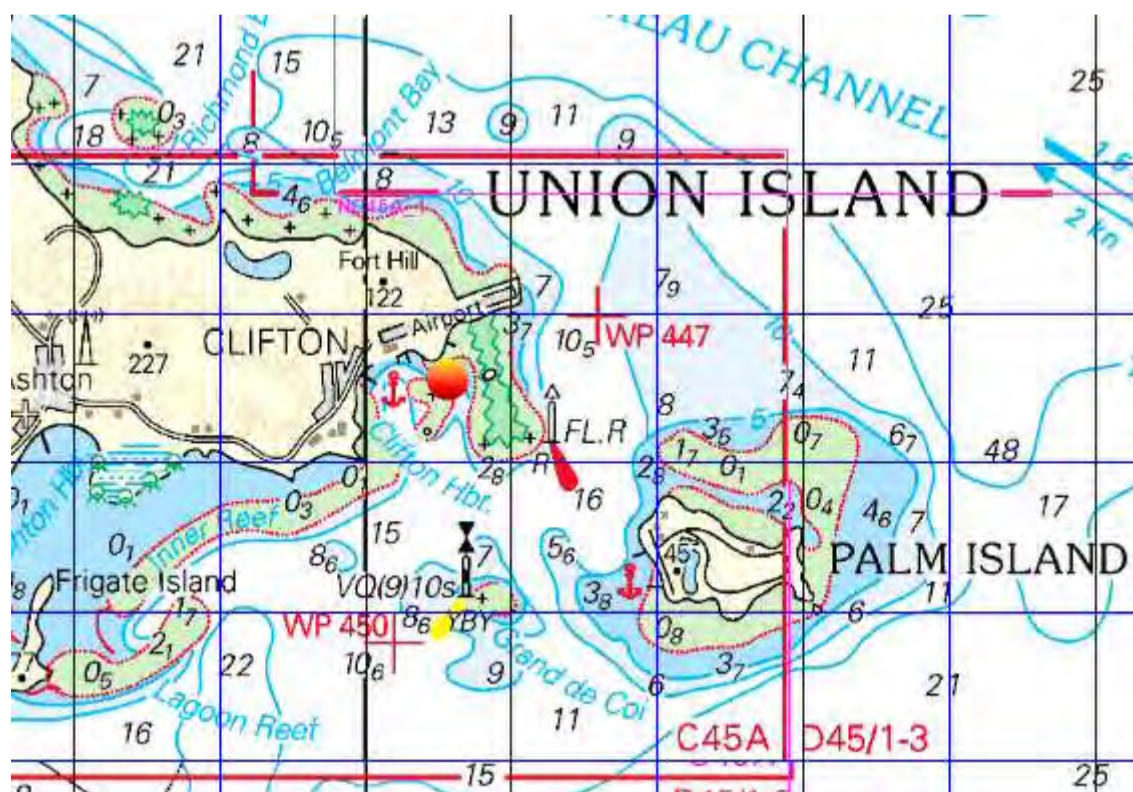 EAU CHANNEL
21
15
25
7
Richmond
13
9
11
9
0₃
18
8
10₅
Belmont Bay
21
5
8
10
4₆
UNION ISLAND
2 kn
Fort Hill
122
7
7₉
10
25
Airport
3₇
CLIFTON
10₅
WP 447
227
11
Ashton
7₄
8
5
FL.R
3₅
0₇
6₇
Clifton Hbr.
R
1₇
0₁
48
2₈
0₁
16
0₃
2₂
0₄
4₈
17
7
Inner Reef
15
0₁
8₆
7
5₆
45
PALM ISLAND
Frigate Island
VQ(9)10s
3₈
11
1₇
8₆
YBY
6
WP 450
0₈
2₁
10₆
Grand de Coi
3₇
0₅
22
9
6
21
Lagoon Reef
11
16
C45A
D45/1-3
15
25